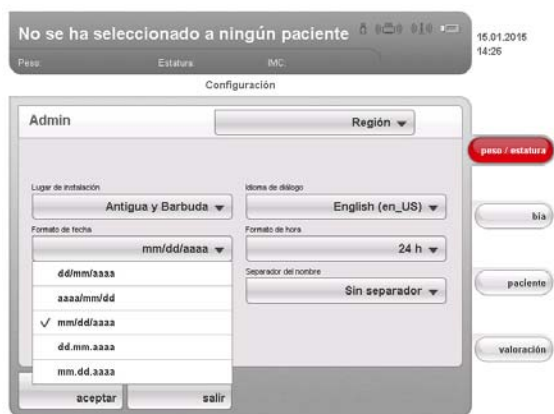 No se ha seleccionado a ningún paciente
15.01.2015
14:26
Peso: Estatura: IMC:
Configuración
Admin
Región
peso / estatura
Lugar de instalación
Idioma de diálogo
Antigua y Barbuda
English (en_US)
bia
Formato de fecha
Formato de hora
mm/dd/aaaa
24 h
dd/mm/aaaa
Separador del nombre
paciente
aaaa/mm/dd
Sin separador
✓ mm/dd/aaaa
dd.mm.aaaa
valoración
mm.dd.aaaa
aceptar
salir